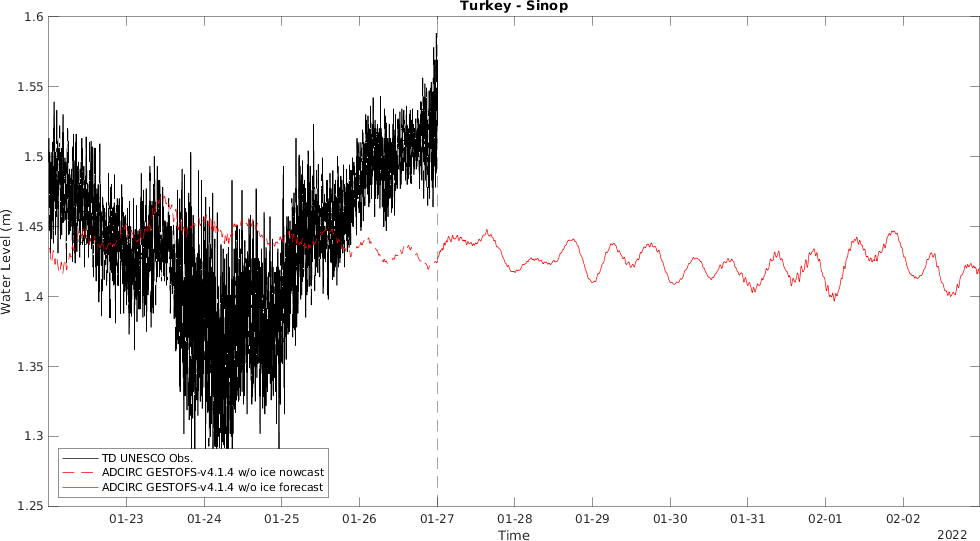 Turkey - Sinop
1.6
1.55
1.5
1.45
1.4
1.35
1.3
1.25
Water Level (m)
TD UNESCO Obs.
ADCIRC GESTOFS-v4.1.4 w/o ice nowcast
ADCIRC GESTOFS-v4.1.4 w/o ice forecast
01-23 01-24 01-25 01-26 01-27 01-28 01-29 01-30 01-31 02-01 02-02
Time
2022